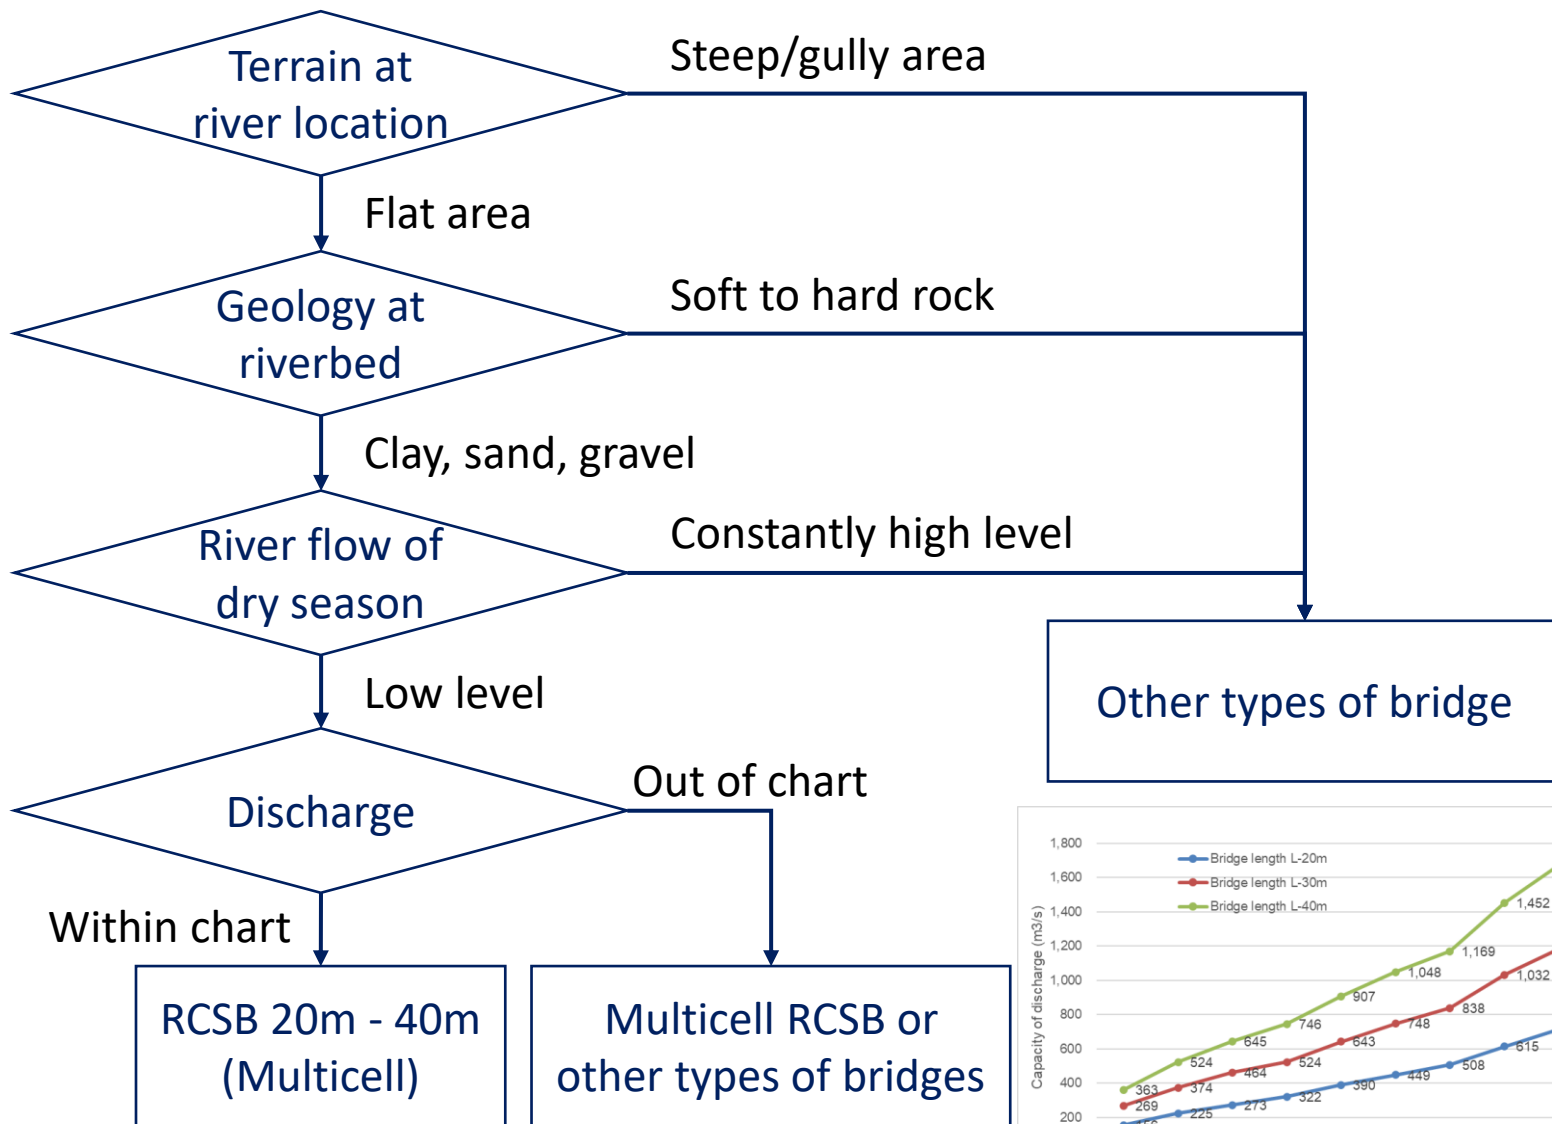 Terrain at
river location
Steep/gully area
Flat area
Geology at
riverbed
Soft to hard rock
Clay, sand, gravel
River flow of
dry season
Constantly high level
Low level
Other types of bridge
Discharge
Out of chart
Within chart
RCSB 20m - 40m
(Multicell)
Multicell RCSB or
other types of bridges
Capacity of discharge (m3/s)
1,800
1,600
1,400
1,200
1,000
800
600
400
200
Bridge length L-20m
Bridge length L-30m
Bridge length L-40m
363
524
645
746
907
1,048
1,169
1,452
269
374
464
524
643
748
838
1,032
225
273
322
390
449
508
615